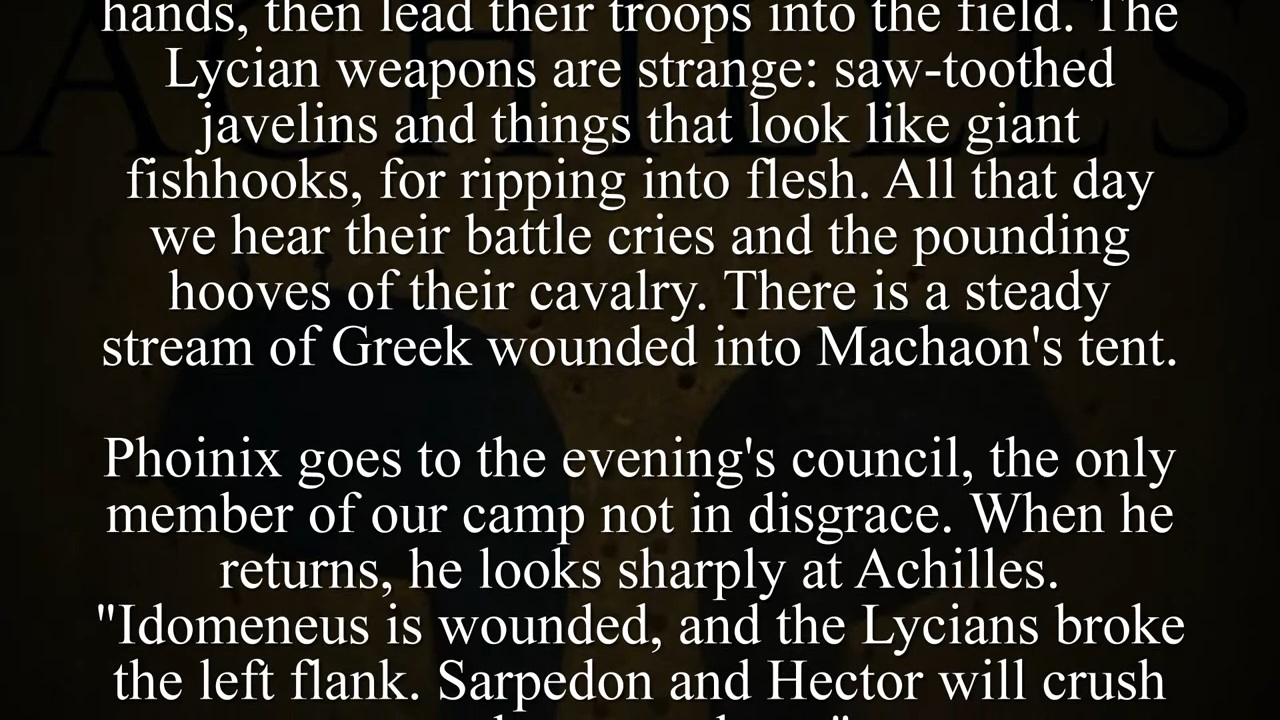 hands, then lead their troops into the field. The
Lycian weapons are strange: saw-toothed
javelins and things that look like giant
fishhooks, for ripping into flesh. All that day
we hear their battle cries and the pounding
hooves of their cavalry. There is a steady
stream of Greek wounded into Machaon's tent.
Phoinix goes to the evening's council, the only
member of our camp not in disgrace. When he
returns, he looks sharply at Achilles.
"Idomeneus is wounded, and the Lycians broke
the left flank. Sarpedon and Hector will crush